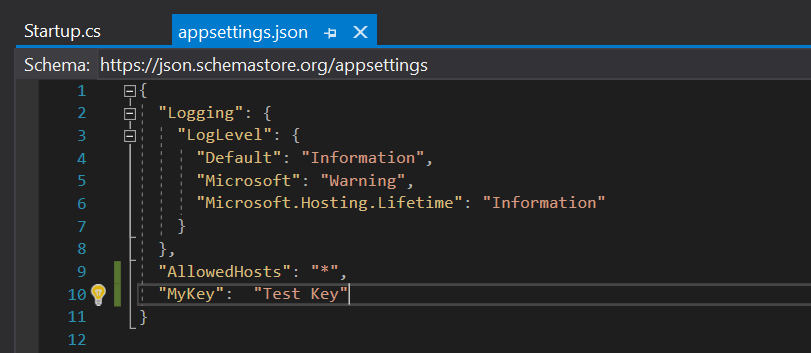 Startup.cs
appsettings.json
Schema: https://json.schemastore.org/appsettings
1 {
2 "Logging": {
3 "LogLevel": {
4 "Default": "Information",
5 "Microsoft": "Warning",
6 "Microsoft.Hosting.Lifetime": "Information"
7 }
8 },
9 "AllowedHosts": "*",
10 "MyKey":  "Test Key"
11 }
12